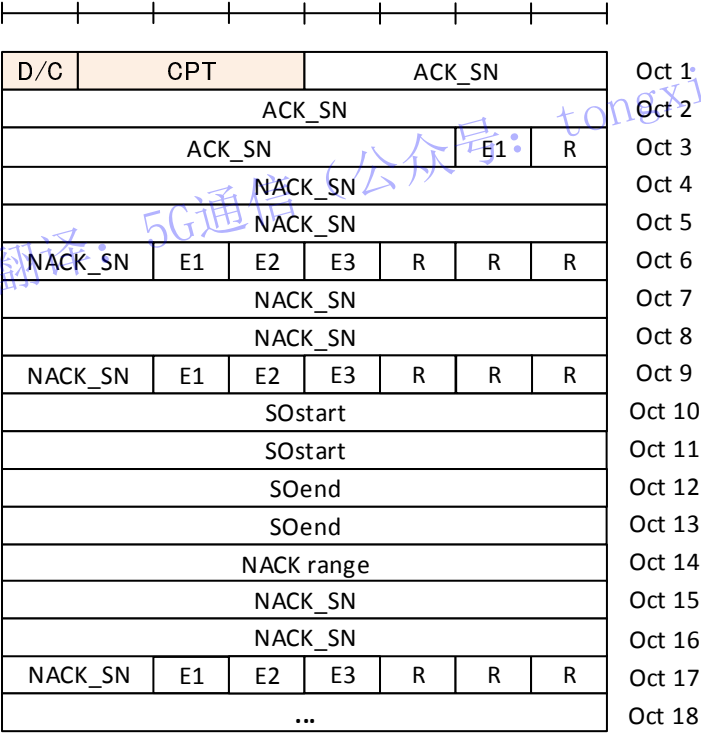 D/C CPT ACK_SN Oct 1
ACK_SN Oct 2
ACK_SN E1 R Oct 3
NACK_SN Oct 4
NACK_SN Oct 5
NACK_SN E1 E2 E3 R R R Oct 6
NACK_SN Oct 7
NACK_SN Oct 8
NACK_SN E1 E2 E3 R R R Oct 9
SOstart Oct 10
SOstart Oct 11
SOend Oct 12
SOend Oct 13
NACK range Oct 14
NACK_SN Oct 15
NACK_SN Oct 16
NACK_SN E1 E2 E3 R R R Oct 17
... Oct 18
翻译：5G通信（公众号：tongxj